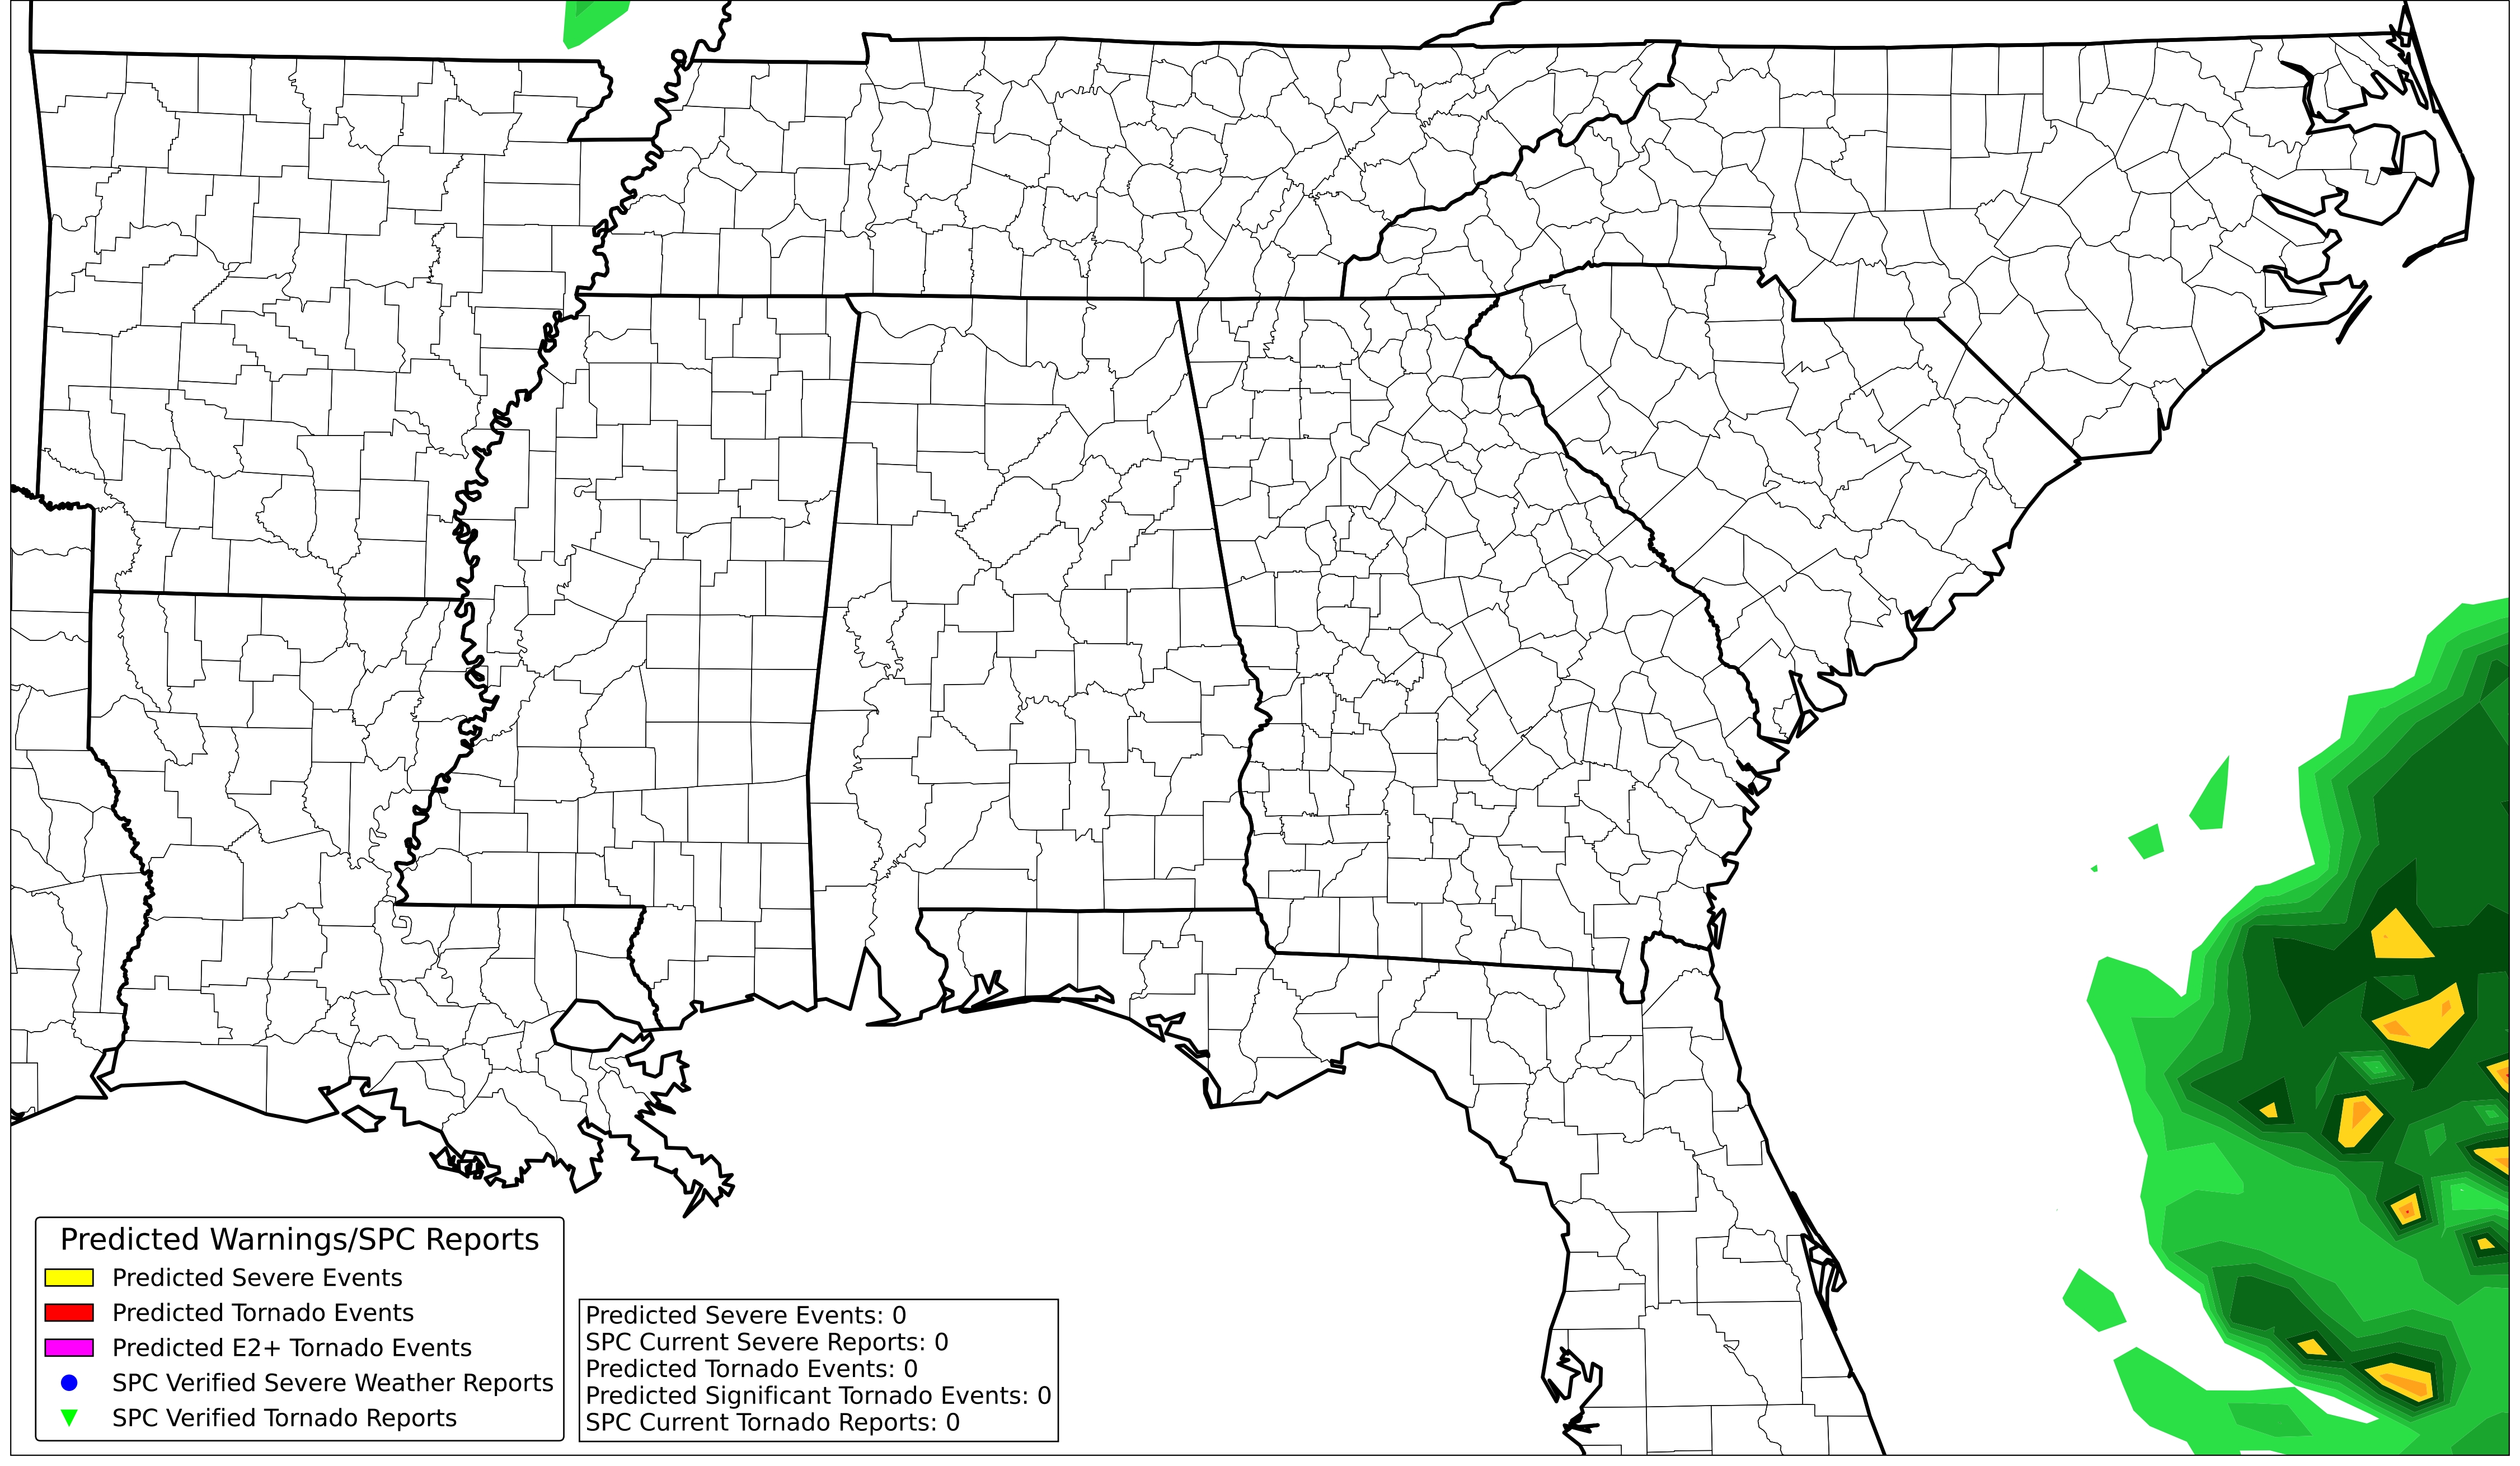 Predicted Warnings/SPC Reports
Predicted Severe Events
Predicted Tornado Events
Predicted E2+ Tornado Events
SPC Verified Severe Weather Reports
SPC Verified Tornado Reports
Predicted Severe Events: 0
SPC Current Severe Reports: 0
Predicted Tornado Events: 0
Predicted Significant Tornado Events: 0
SPC Current Tornado Reports: 0